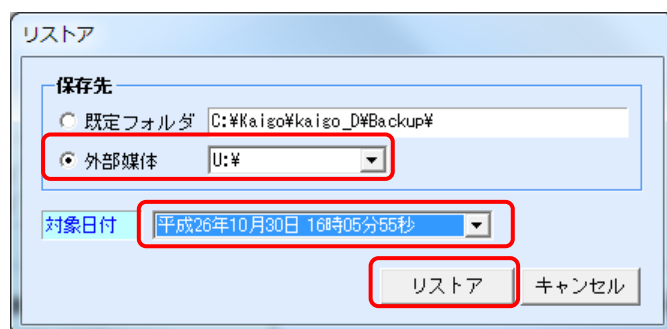 リストア
保存先
既定フォルダ C:¥Kaigo¥kaigo_D¥Backup¥
外部媒体 U:¥
対象日付 平成26年10月30日 16時05分55秒
リストア キャンセル